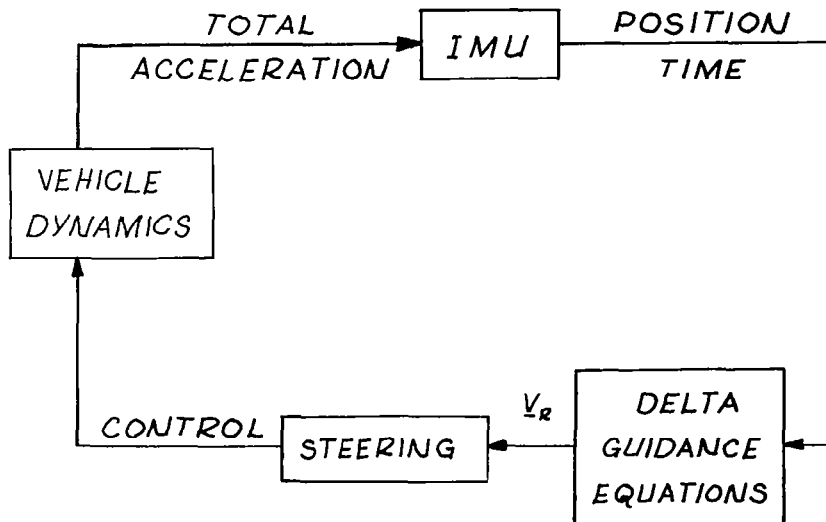 TOTAL
ACCELERATION
IMU
POSITION
TIME
VEHICLE
DYNAMICS
CONTROL
STEERING
V_R
DELTA
GUIDANCE
EQUATIONS